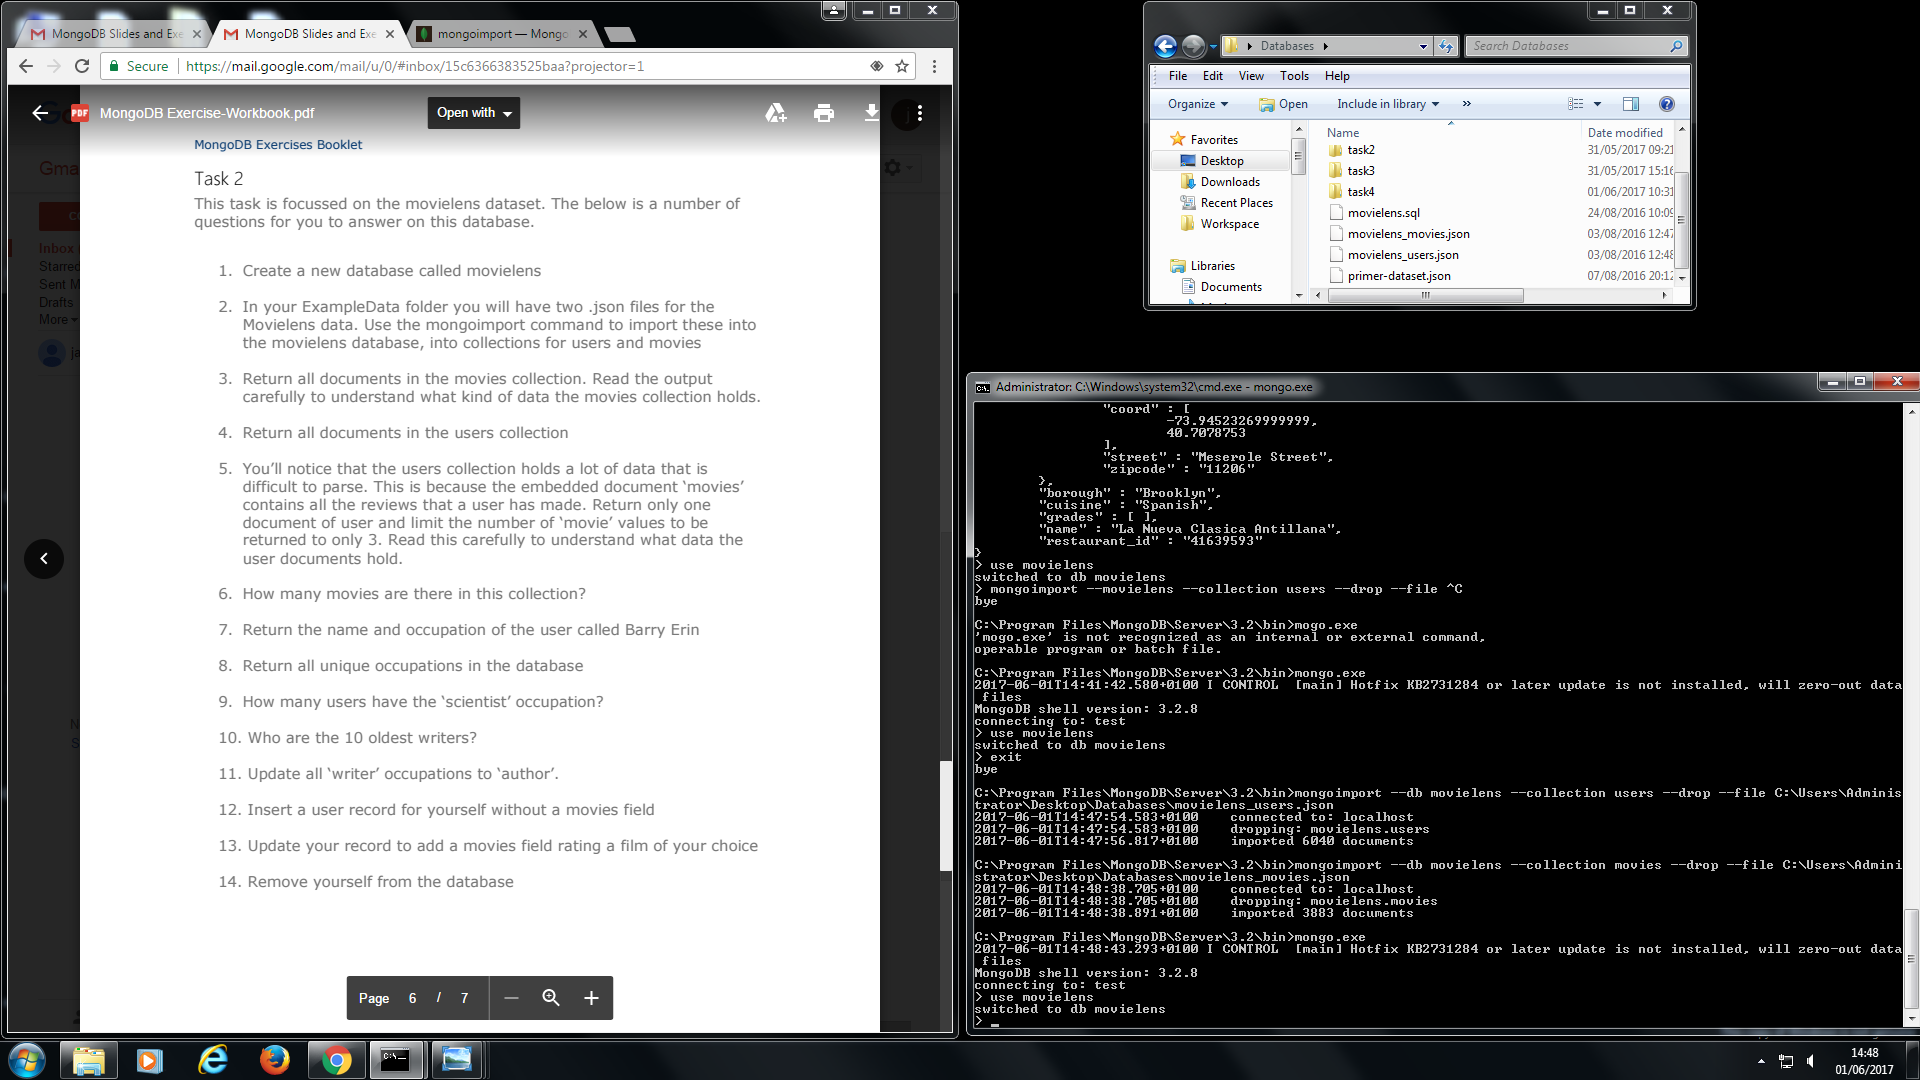 MongoDB Slides and Exe
MongoDB Slides and Exe
mongoimport — Mongo
Secure
https://mail.google.com/mail/u/0/#inbox/15c6366383525baa?projector=1
PDF
MongoDB Exercise-Workbook.pdf
Open with
MongoDB Exercises Booklet
Task 2
This task is focussed on the movielens dataset. The below is a number of
questions for you to answer on this database.
1. Create a new database called movielens
2. In your ExampleData folder you will have two .json files for the
Movielens data. Use the mongoimport command to import these into
the movielens database, into collections for users and movies
3. Return all documents in the movies collection. Read the output
carefully to understand what kind of data the movies collection holds.
4. Return all documents in the users collection
5. You’ll notice that the users collection holds a lot of data that is
difficult to parse. This is because the embedded document ‘movies’
contains all the reviews that a user has made. Return only one
document of user and limit the number of ‘movie’ values to be
returned to only 3. Read this carefully to understand what data the
user documents hold.
6. How many movies are there in this collection?
7. Return the name and occupation of the user called Barry Erin
8. Return all unique occupations in the database
9. How many users have the ‘scientist’ occupation?
10. Who are the 10 oldest writers?
11. Update all ‘writer’ occupations to ‘author’.
12. Insert a user record for yourself without a movies field
13. Update your record to add a movies field rating a film of your choice
14. Remove yourself from the database
Page 6 / 7
Gma
Inbox
Starred
Sent M
Drafts
More
ja
Databases
Search Databases
File Edit View Tools Help
Organize Open Include in library »
Favorites
Desktop
Downloads
Recent Places
Workspace
Libraries
Documents
Name Date modified
task2 31/05/2017 09:21
task3 31/05/2017 15:16
task4 01/06/2017 10:31
movielens.sql 24/08/2016 10:09
movielens_movies.json 03/08/2016 12:47
movielens_users.json 03/08/2016 12:48
primer-dataset.json 07/08/2016 20:12
Administrator: C:\Windows\system32\cmd.exe - mongo.exe
"coord" : [
-73.94523269999999,
40.7078753
],
"street" : "Meserole Street",
"zipcode" : "11206"
},
"borough" : "Brooklyn",
"cuisine" : "Spanish",
"grades" : [ ],
"name" : "La Nueva Clasica Antillana",
"restaurant_id" : "41639593"
}
> use movielens
switched to db movielens
> mongoimport --movielens --collection users --drop --file ^C
bye
C:\Program Files\MongoDB\Server\3.2\bin>mogo.exe
'mogo.exe' is not recognized as an internal or external command,
operable program or batch file.
C:\Program Files\MongoDB\Server\3.2\bin>mongo.exe
2017-06-01T14:41:42.580+0100 I CONTROL  [main] Hotfix KB2731284 or later update is not installed, will zero-out data
files
MongoDB shell version: 3.2.8
connecting to: test
> use movielens
switched to db movielens
> exit
bye
C:\Program Files\MongoDB\Server\3.2\bin>mongoimport --db movielens --collection users --drop --file C:\Users\Adminis
trator\Desktop\Databases\movielens_users.json
2017-06-01T14:47:54.583+0100    connected to: localhost
2017-06-01T14:47:54.583+0100    dropping: movielens.users
2017-06-01T14:47:56.817+0100    imported 6040 documents
C:\Program Files\MongoDB\Server\3.2\bin>mongoimport --db movielens --collection movies --drop --file C:\Users\Admini
strator\Desktop\Databases\movielens_movies.json
2017-06-01T14:48:38.705+0100    connected to: localhost
2017-06-01T14:48:38.705+0100    dropping: movielens.movies
2017-06-01T14:48:38.891+0100    imported 3883 documents
C:\Program Files\MongoDB\Server\3.2\bin>mongo.exe
2017-06-01T14:48:43.293+0100 I CONTROL  [main] Hotfix KB2731284 or later update is not installed, will zero-out data
files
MongoDB shell version: 3.2.8
connecting to: test
> use movielens
switched to db movielens
> _
14:48
01/06/2017